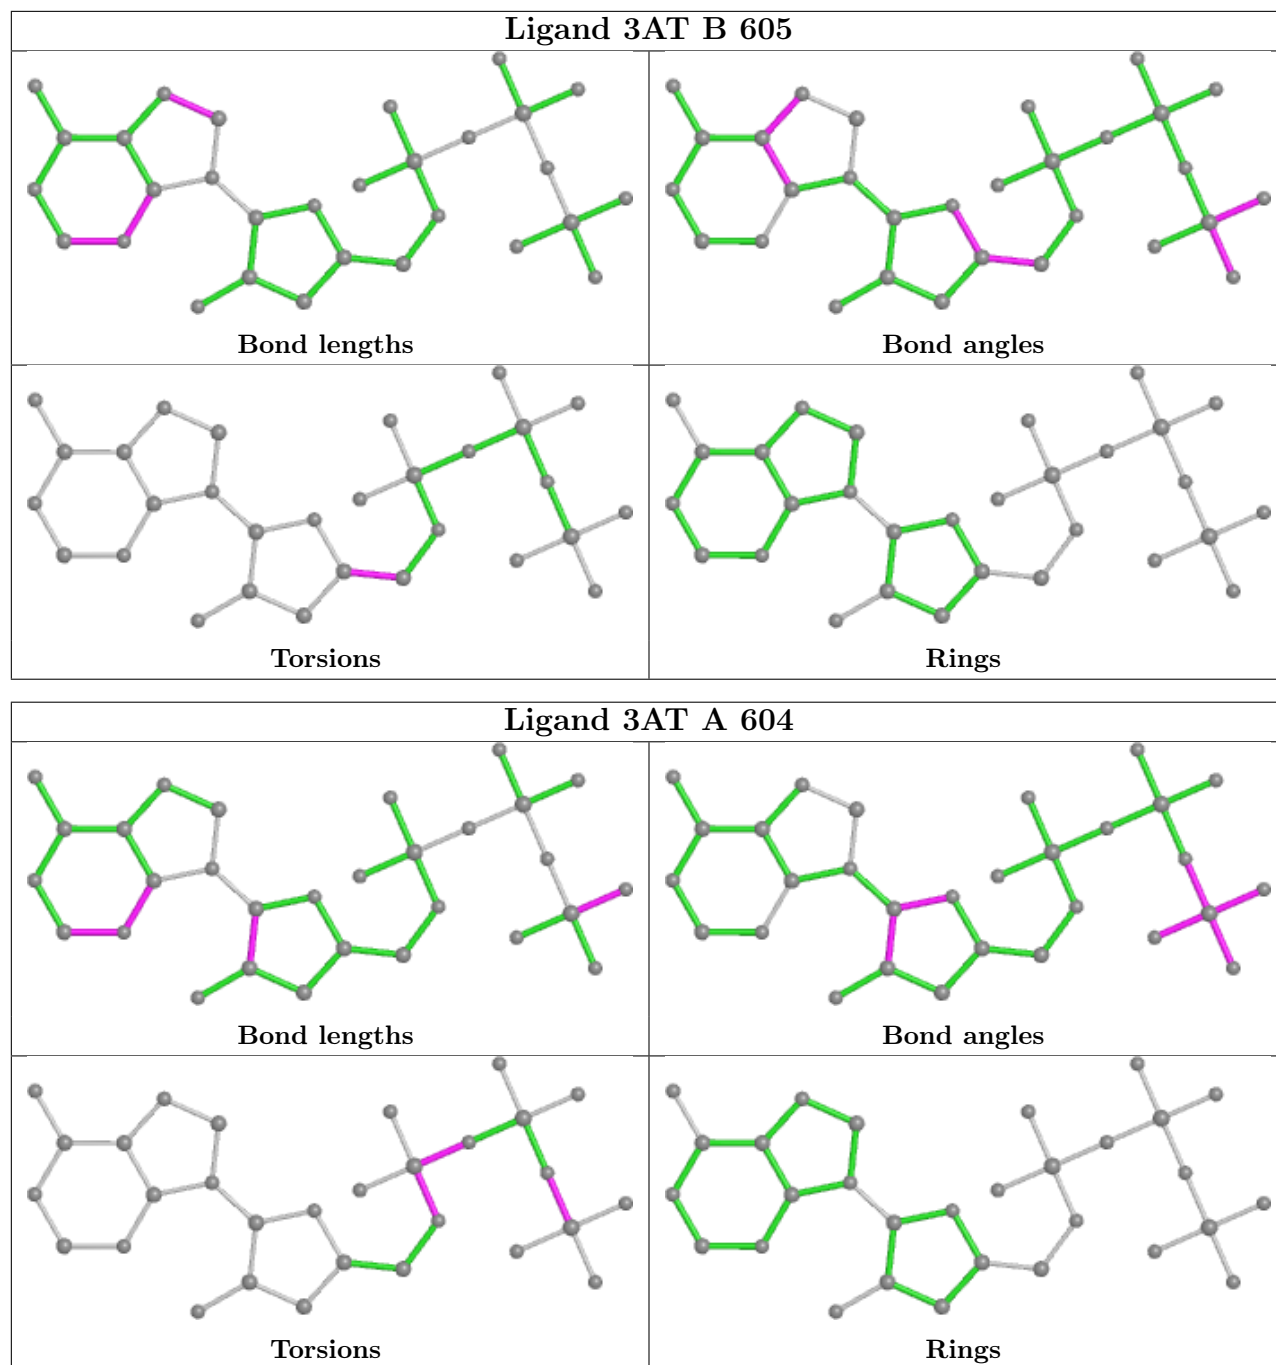 Ligand 3AT B 605
Bond lengths
Bond angles
Torsions
Rings
Ligand 3AT A 604
Bond lengths
Bond angles
Torsions
Rings